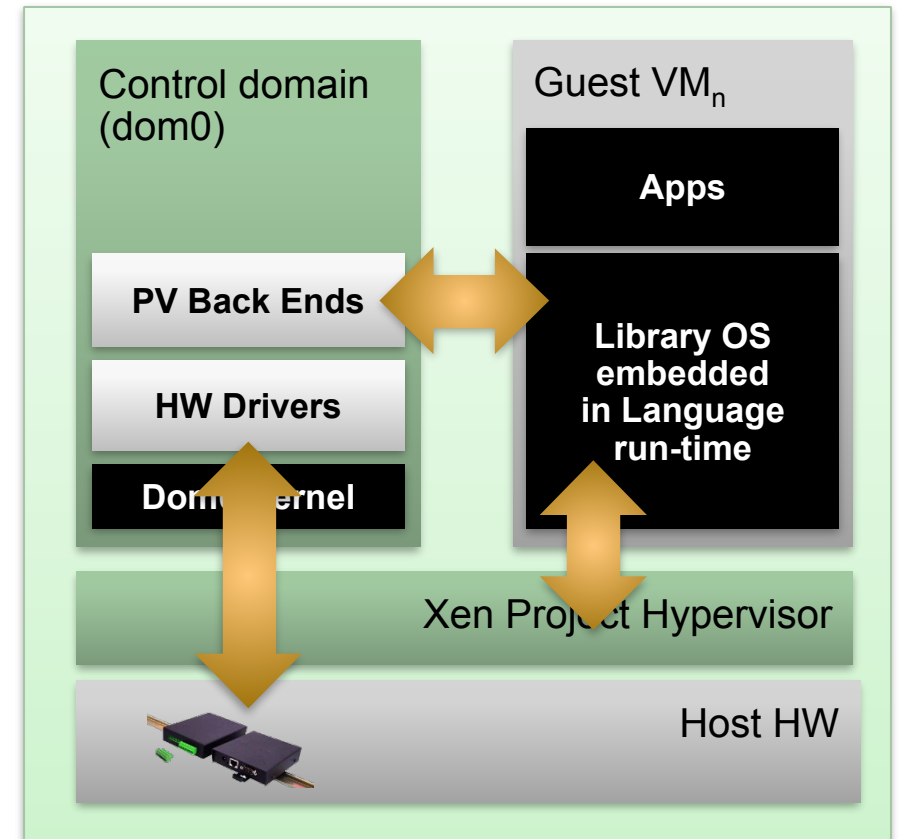 Control domain
(dom0)
PV Back Ends
HW Drivers
Guest VMn
Apps
Library OS
embedded
in Language
run-time
Xen Project Hypervisor
Host HW